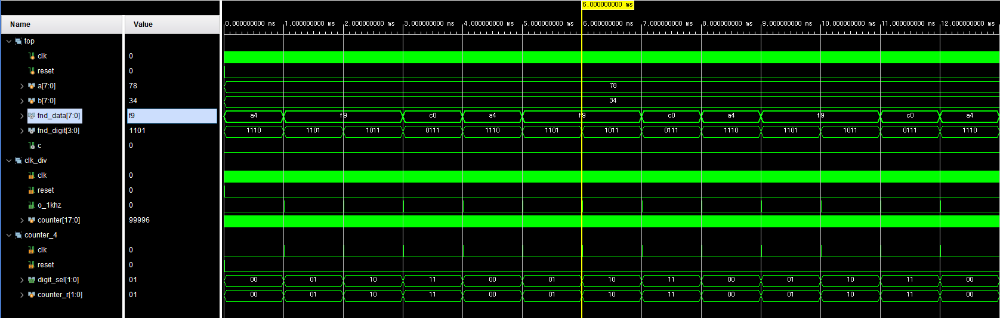 6,000000000 ms
Name Value
0,000000000 ms 1,000000000 ms 2,000000000 ms 3,000000000 ms 4,000000000 ms 5,000000000 ms 6,000000000 ms 7,000000000 ms 8,000000000 ms 9,000000000 ms 10,000000000 ms 11,000000000 ms 12,000000000 ms
top
clk 0
reset 0
a[7:0] 78 78
b[7:0] 34 34
fnd_data[7:0] f9 a4 f9 c0 a4 f9 c0 a4 f9 c0 a4
fnd_digit[3:0] 1101 1110 1101 1011 0111 1110 1101 1011 0111 1110 1101 1011 0111 1110
c 0
clk_div
clk 0
reset 0
o_1khz 0
counter[17:0] 99996
counter_4
clk 0
reset 0
digit_sel[1:0] 01 00 01 10 11 00 01 10 11 00 01 10 11 00
counter_r[1:0] 01 00 01 10 11 00 01 10 11 00 01 10 11 00